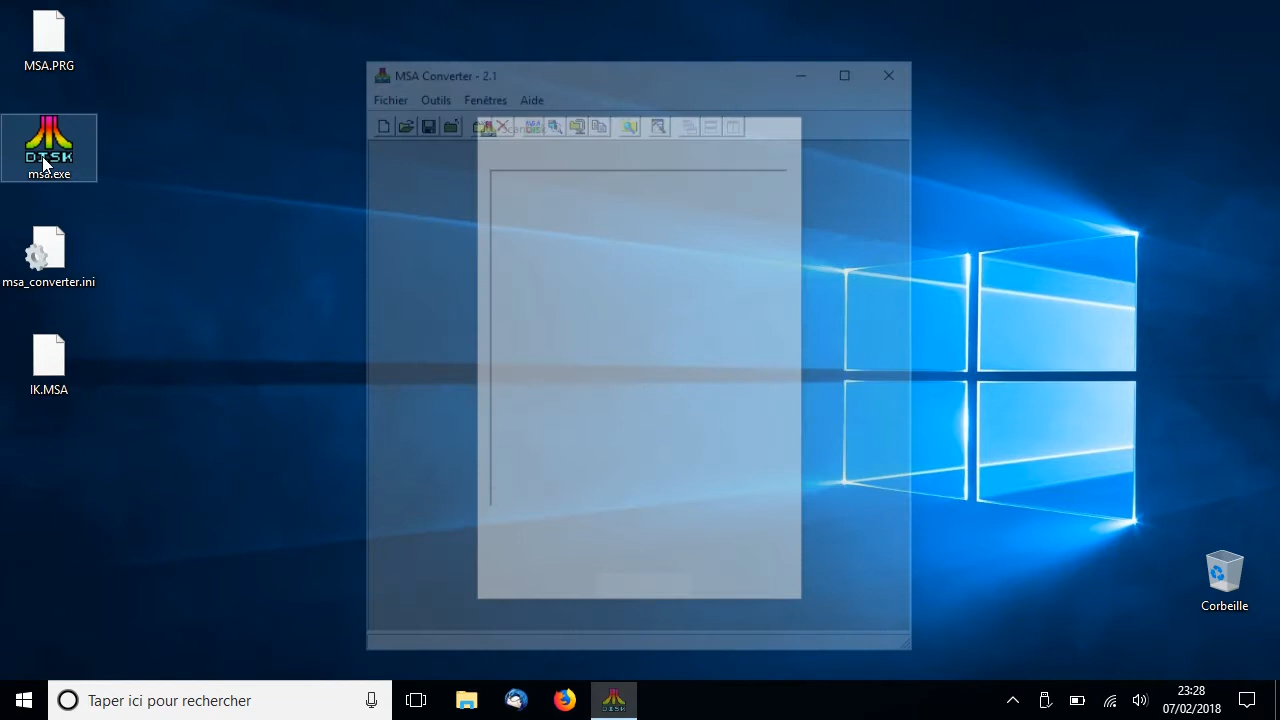 MSA.PRG
DISK
msa.exe
msa_converter.ini
IK.MSA
MSA Converter - 2.1
Fichier Outils Fenêtres Aide
Corbeille
Taper ici pour rechercher
DISK
23:28
07/02/2018